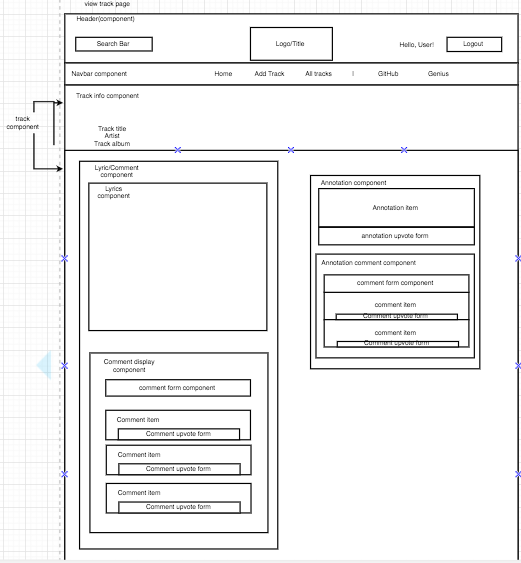 view track page
Header(component)
Search Bar
Logo/Title
Hello, User!
Logout
Navbar component
Home
Add Track
All tracks
|
GitHub
Genius
Track info component
track
component
Track title
Artist
Track album
Lyric/Comment
component
Lyrics
component
Comment display
component
comment form component
Comment item
Comment upvote form
Comment item
Comment upvote form
Comment item
Comment upvote form
Annotation component
Annotation item
annotation upvote form
Annotation comment component
comment form component
comment item
Comment upvote form
comment item
Comment upvote form